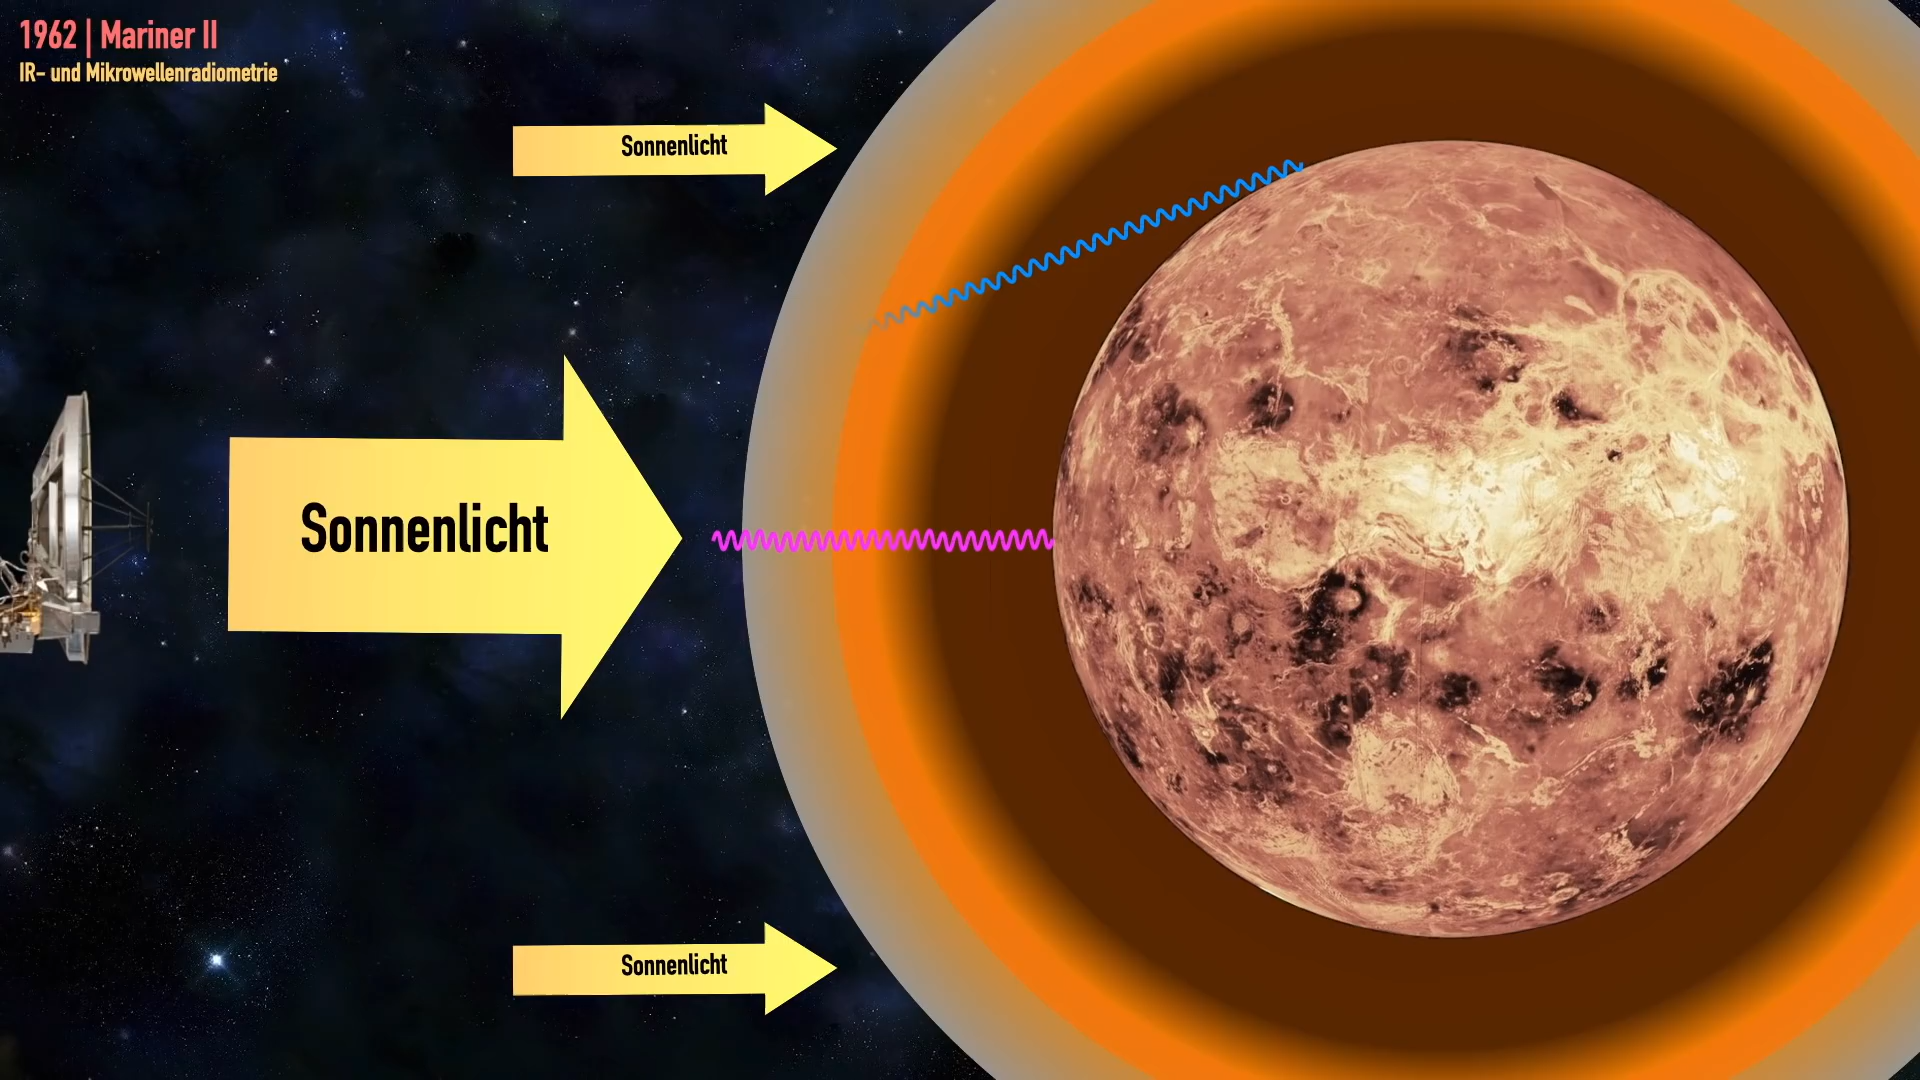 1962 | Mariner II
IR- und Mikrowellenradiometrie
Sonnenlicht
Sonnenlicht
Sonnenlicht